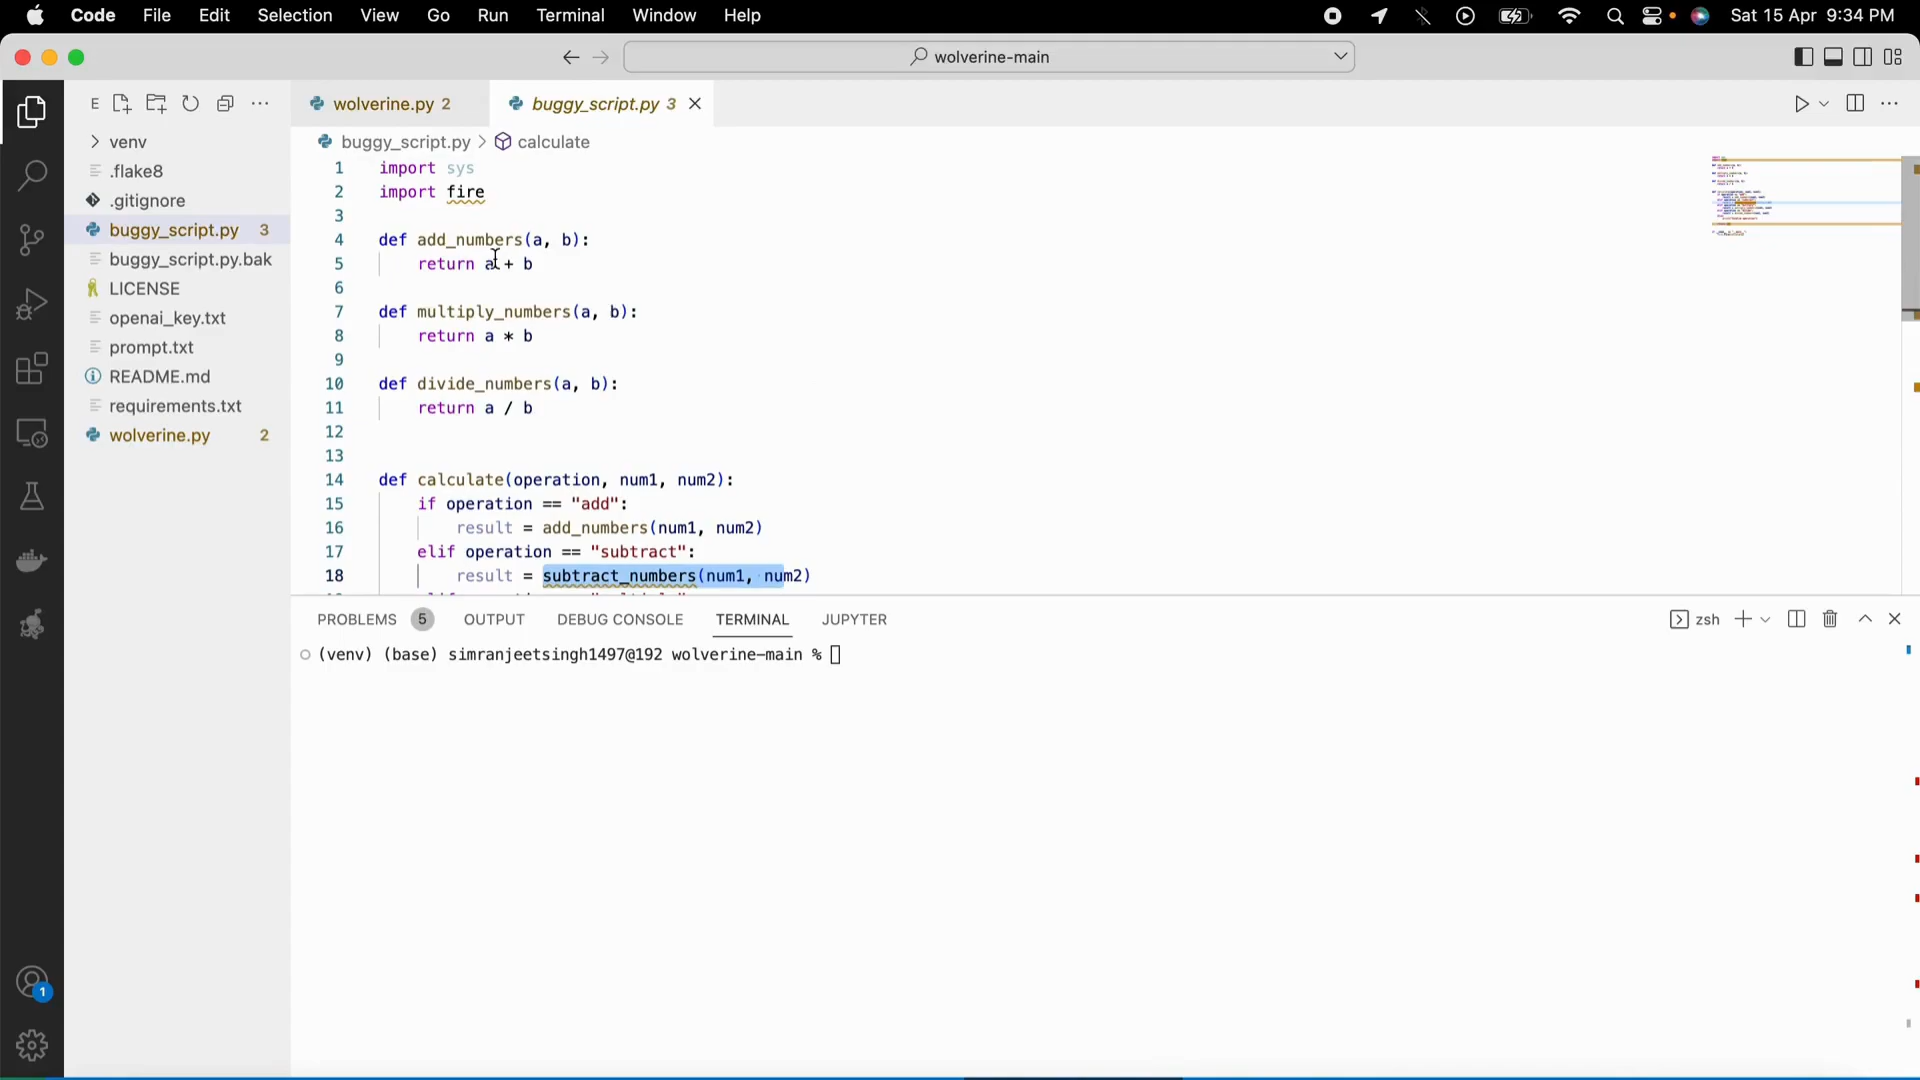 Code File Edit Selection View Go Run Terminal Window Help Sat 15 Apr 9:34 PM
wolverine-main
E
wolverine.py 2
buggy_script.py 3
buggy_script.py > calculate
venv
.flake8
.gitignore
buggy_script.py 3
buggy_script.py.bak
LICENSE
openai_key.txt
prompt.txt
README.md
requirements.txt
wolverine.py 2
1 import sys
2 import fire
3
4 def add_numbers(a, b):
5 return a + b
6
7 def multiply_numbers(a, b):
8 return a * b
9
10 def divide_numbers(a, b):
11 return a / b
12
13
14 def calculate(operation, num1, num2):
15 if operation == "add":
16 result = add_numbers(num1, num2)
17 elif operation == "subtract":
18 result = subtract_numbers(num1, num2)
PROBLEMS 5 OUTPUT DEBUG CONSOLE TERMINAL JUPYTER zsh
(venv) (base) simranjeetsingh1497@192 wolverine-main %
1